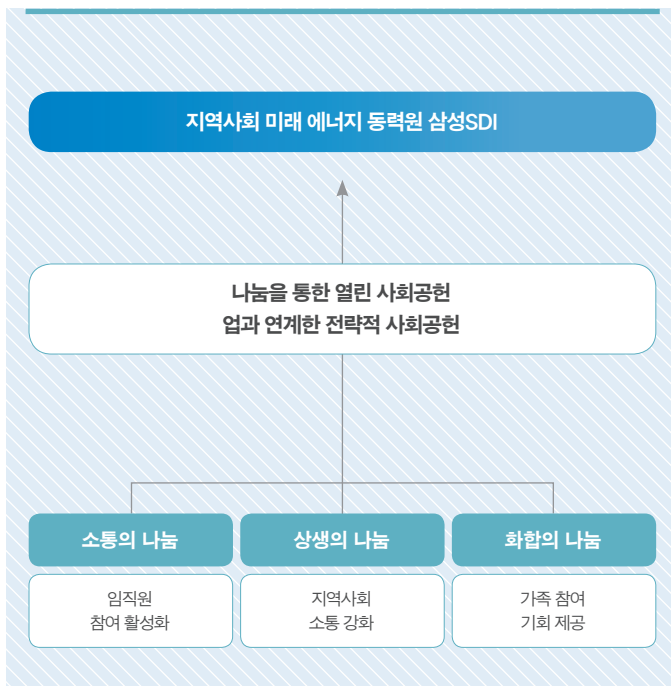 지역사회 미래 에너지 동력원 삼성SDI
나눔을 통한 열린 사회공헌
업과 연계한 전략적 사회공헌
소통의 나눔
임직원
참여 활성화
상생의 나눔
지역사회
소통 강화
화합의 나눔
가족 참여
기회 제공